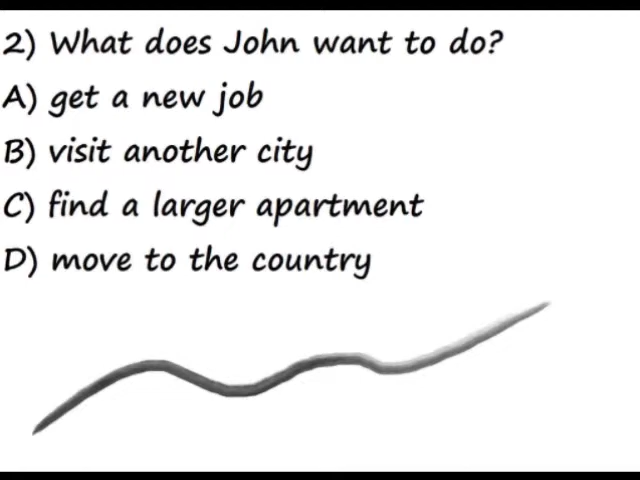 2) What does John want to do?
A) get a new job
B) visit another city
C) find a larger apartment
D) move to the country